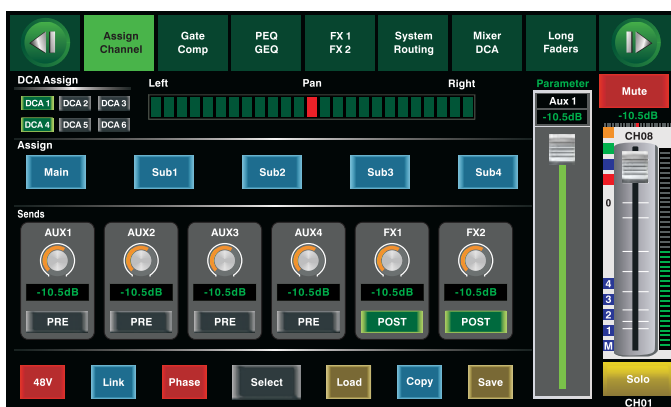 Assign Channel
Gate Comp
PEQ GEQ
FX 1 FX 2
System Routing
Mixer DCA
Long Faders
DCA Assign
Left Pan Right
Parameter
Mute
DCA 1 DCA 2 DCA 3
DCA 4 DCA 5 DCA 6
Aux 1
-10.5dB
-10.5dB
CH08
Assign
Main Sub1 Sub2 Sub3 Sub4
0
Sends
AUX1 AUX2 AUX3 AUX4 FX1 FX2
-10.5dB -10.5dB -10.5dB -10.5dB -10.5dB -10.5dB
PRE PRE PRE PRE POST POST
4
3
2
1
M
48V Link Phase Select Load Copy Save
Solo
CH01